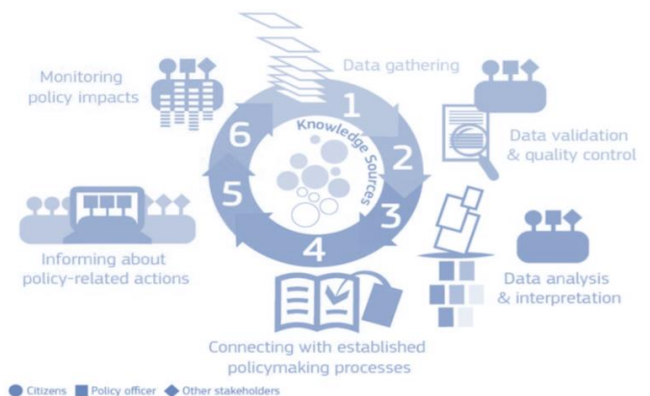 Data gathering
Monitoring
policy impacts
1
Knowledge Sources
6
2
Data validation
& quality control
5
3
4
Informing about
policy-related actions
Data analysis
& interpretation
Connecting with established
policymaking processes
Citizens Policy officer Other stakeholders